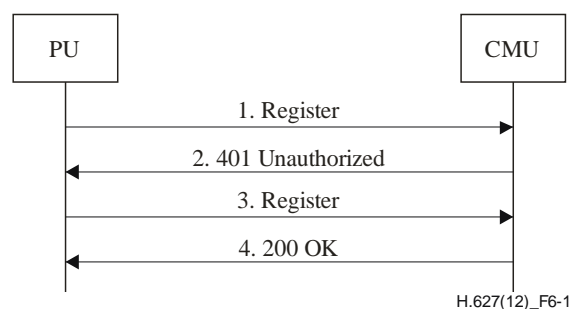 PU
CMU
1. Register
2. 401 Unauthorized
3. Register
4. 200 OK
H.627(12)_F6-1